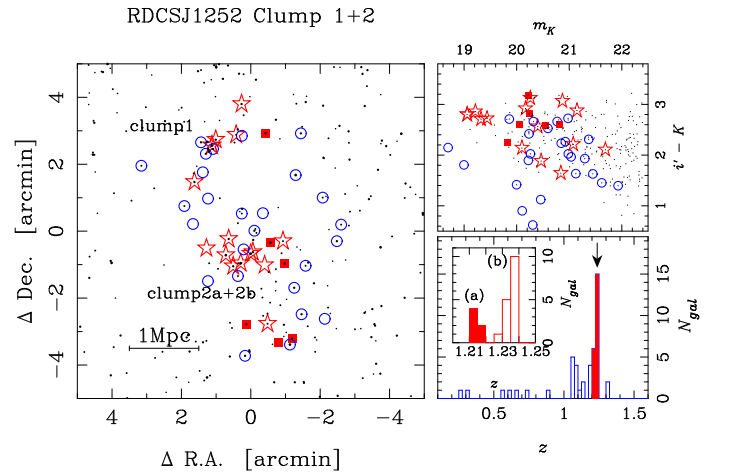 RDCSJ1252 Clump 1+2
m_K
19 20 21 22
4
2
0
−2
−4
Δ Dec. [arcmin]
clump1
clump2a+2b
1Mpc
4 2 0 −2 −4
Δ R.A. [arcmin]
3
2
1
i′ − K
(b)
(a)
10
5
0
N_gal
1.21 1.23 1.25
z
15
10
5
0
N_gal
0.5 1 1.5
z